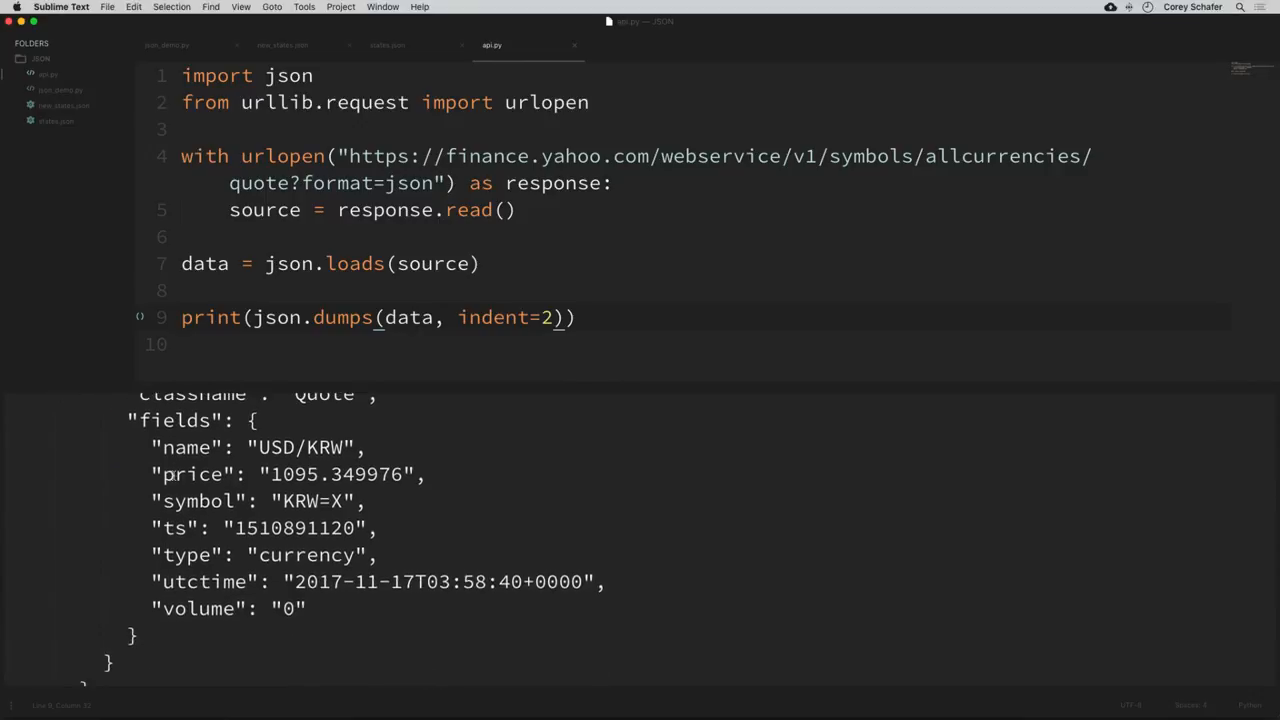 Sublime Text File Edit Selection Find View Goto Tools Project Window Help Corey Schafer
api.py — JSON
FOLDERS
JSON
api.py
json_demo.py
new_states.json
states.json
json_demo.py new_states.json states.json api.py
1 import json
2 from urllib.request import urlopen
3
4 with urlopen("https://finance.yahoo.com/webservice/v1/symbols/allcurrencies/
quote?format=json") as response:
5 source = response.read()
6
7 data = json.loads(source)
8
9 print(json.dumps(data, indent=2))
10
"classname": "Quote",
"fields": {
"name": "USD/KRW",
"price": "1095.349976",
"symbol": "KRW=X",
"ts": "1510891120",
"type": "currency",
"utctime": "2017-11-17T03:58:40+0000",
"volume": "0"
}
}
}
Line 9, Column 32 UTF-8 Python